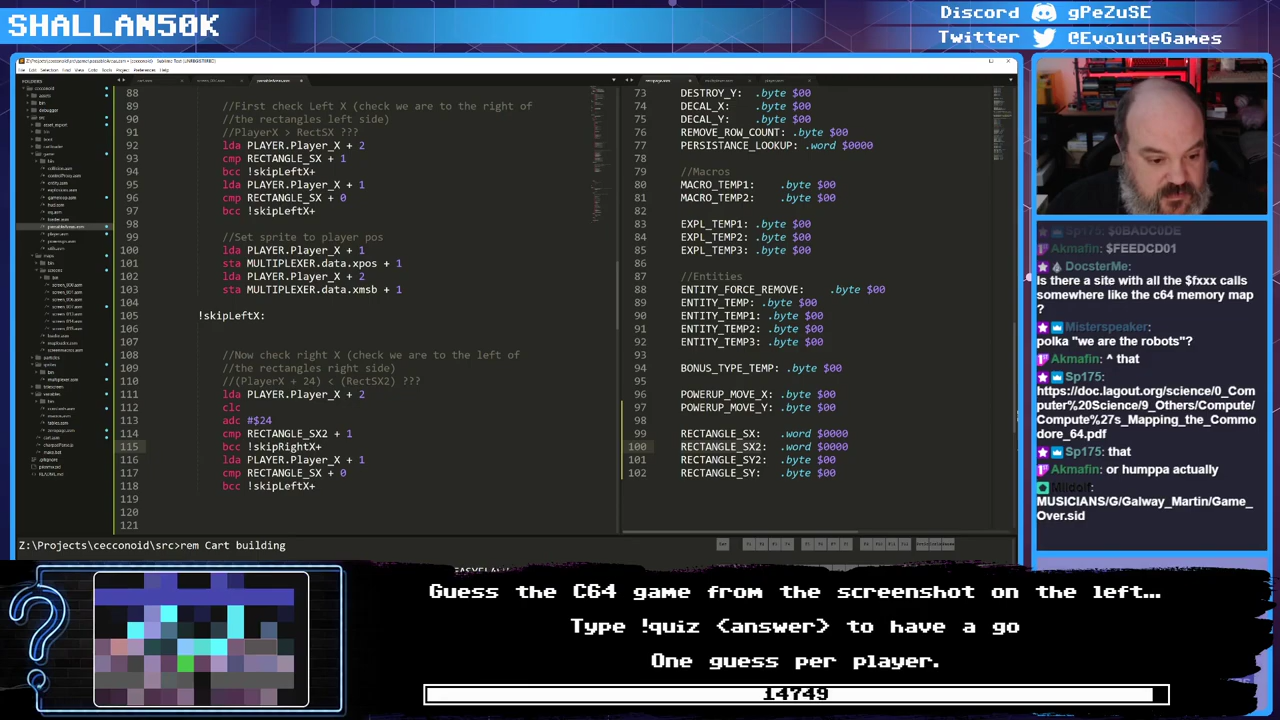 SHALLAN50K
Discord gPeZuSE
Twitter @EvoluteGames
88
89 //First check Left X (check we are to the right of
90 //the rectangles left side)
91 //PlayerX > RectSX ???
92 lda PLAYER.Player_X + 2
93 cmp RECTANGLE_SX + 1
94 bcc !skipLeftX+
95 lda PLAYER.Player_X + 1
96 cmp RECTANGLE_SX + 0
97 bcc !skipLeftX+
98
99 //Set sprite to player pos
100 lda PLAYER.Player_X + 1
101 sta MULTIPLEXER.data.xpos + 1
102 lda PLAYER.Player_X + 2
103 sta MULTIPLEXER.data.xmsb + 1
104
105 !skipLeftX:
106
107
108 //Now check right X (check we are to the left of
109 //the rectangles right side)
110 //(PlayerX + 24) < (RectSX2) ???
111 lda PLAYER.Player_X + 2
112 clc
113 adc #$24
114 cmp RECTANGLE_SX2 + 1
115 bcc !skipRightX+
116 lda PLAYER.Player_X + 1
117 cmp RECTANGLE_SX + 0
118 bcc !skipLeftX+
119
120
121
73 DESTROY_Y: .byte $00
74 DECAL_X: .byte $00
75 DECAL_Y: .byte $00
76 REMOVE_ROW_COUNT: .byte $00
77 PERSISTANCE_LOOKUP: .word $0000
78
79 //Macros
80 MACRO_TEMP1: .byte $00
81 MACRO_TEMP2: .byte $00
82
83 EXPL_TEMP1: .byte $00
84 EXPL_TEMP2: .byte $00
85 EXPL_TEMP3: .byte $00
86
87 //Entities
88 ENTITY_FORCE_REMOVE: .byte $00
89 ENTITY_TEMP: .byte $00
90 ENTITY_TEMP1: .byte $00
91 ENTITY_TEMP2: .byte $00
92 ENTITY_TEMP3: .byte $00
93
94 BONUS_TYPE_TEMP: .byte $00
95
96 POWERUP_MOVE_X: .byte $00
97 POWERUP_MOVE_Y: .byte $00
98
99 RECTANGLE_SX: .word $0000
100 RECTANGLE_SX2: .word $0000
101 RECTANGLE_SY2: .byte $00
102 RECTANGLE_SY: .byte $00
Z:\Projects\cecconoid\src>rem Cart building
Sp175: $0BADC0DE
Akmafin: $FEEDCD01
DocsterMe:
Is there a site with all the $fxxx calls
somewhere like the c64 memory map
?
Misterspeaker:
polka "we are the robots"?
Akmafin: ^ that
Sp175:
https://doc.lagout.org/science/0_Com
puter%20Science/9_Others/Compute/
Compute%27s_Mapping_the_Commo
dore_64.pdf
Sp175: that
Akmafin: or humppa actually
Mildolf:
MUSICIANS/G/Galway_Martin/Game_
Over.sid
Guess the C64 game from the screenshot on the left...
Type !quiz <answer> to have a go
One guess per player.
14749